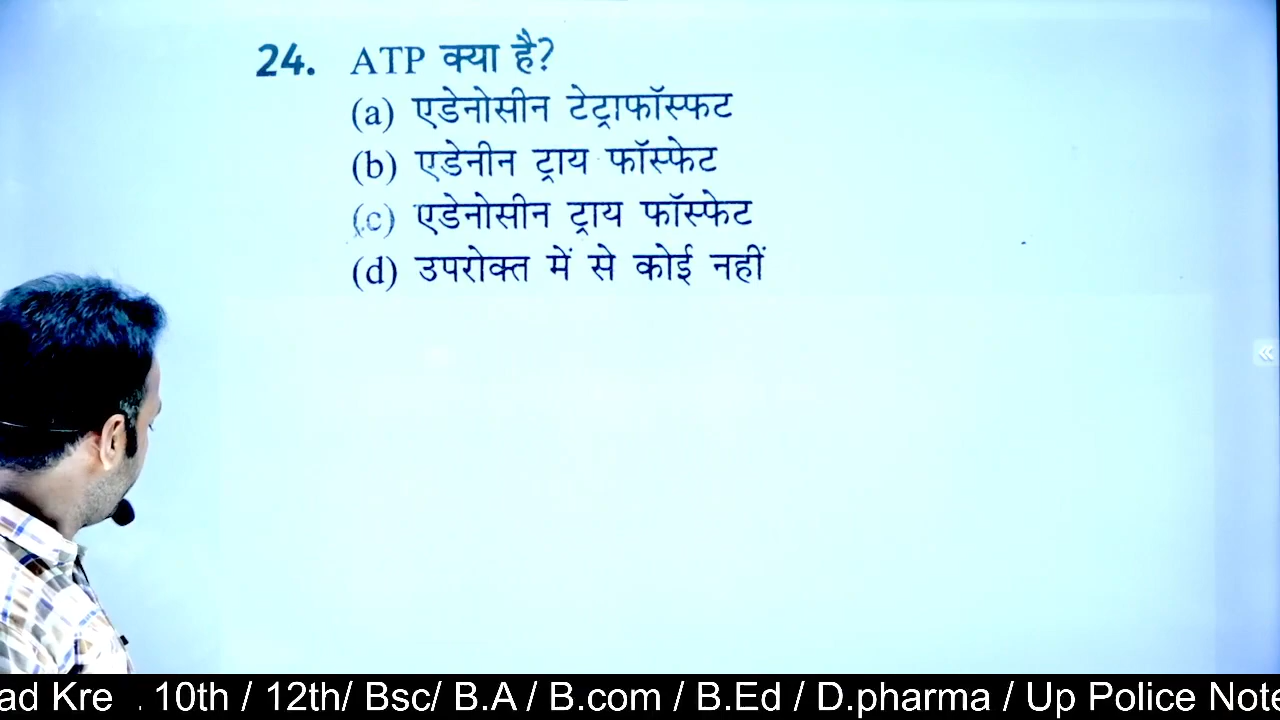 24. ATP क्या है?
(a) एडेनोसीन टेट्राफॉस्फट
(b) एडेनीन ट्राय फॉस्फेट
(c) एडेनोसीन ट्राय फॉस्फेट
(d) उपरोक्त में से कोई नहीं
ad Kre . 10th / 12th/ Bsc/ B.A / B.com / B.Ed / D.pharma / Up Police Note